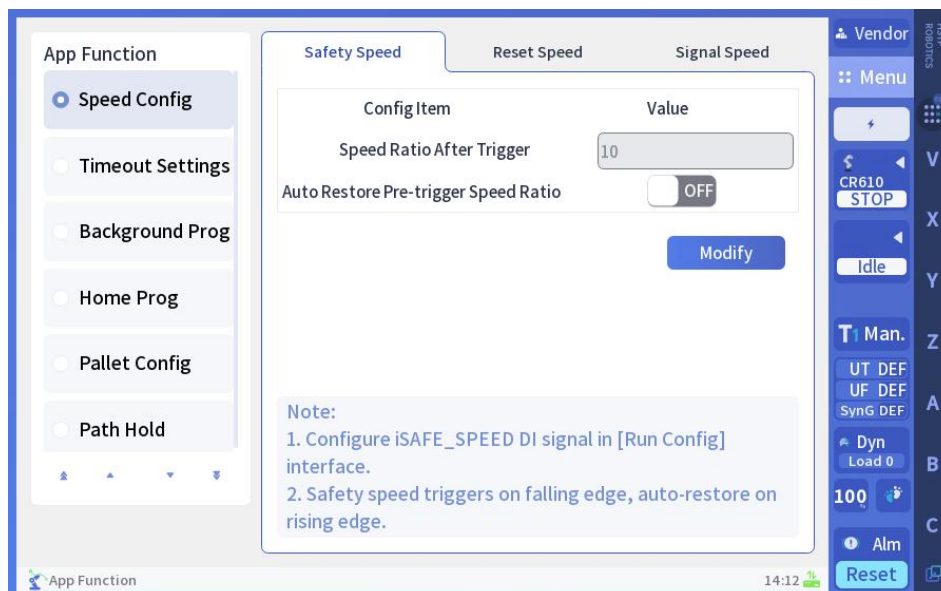 App Function
Speed Config
Timeout Settings
Background Prog
Home Prog
Pallet Config
Path Hold
Safety Speed
Reset Speed
Signal Speed
Config Item
Value
Speed Ratio After Trigger
10
Auto Restore Pre-trigger Speed Ratio
OFF
Modify
Note:
1. Configure iSAFE_SPEED DI signal in [Run Config]
interface.
2. Safety speed triggers on falling edge, auto-restore on
rising edge.
App Function
14:12
Vendor
Menu
CR610
STOP
Idle
T1 Man.
UT DEF
UF DEF
SynG DEF
Dyn
Load 0
100 %
Alm
Reset
ROBOTICS
V
X
Y
Z
A
B
C